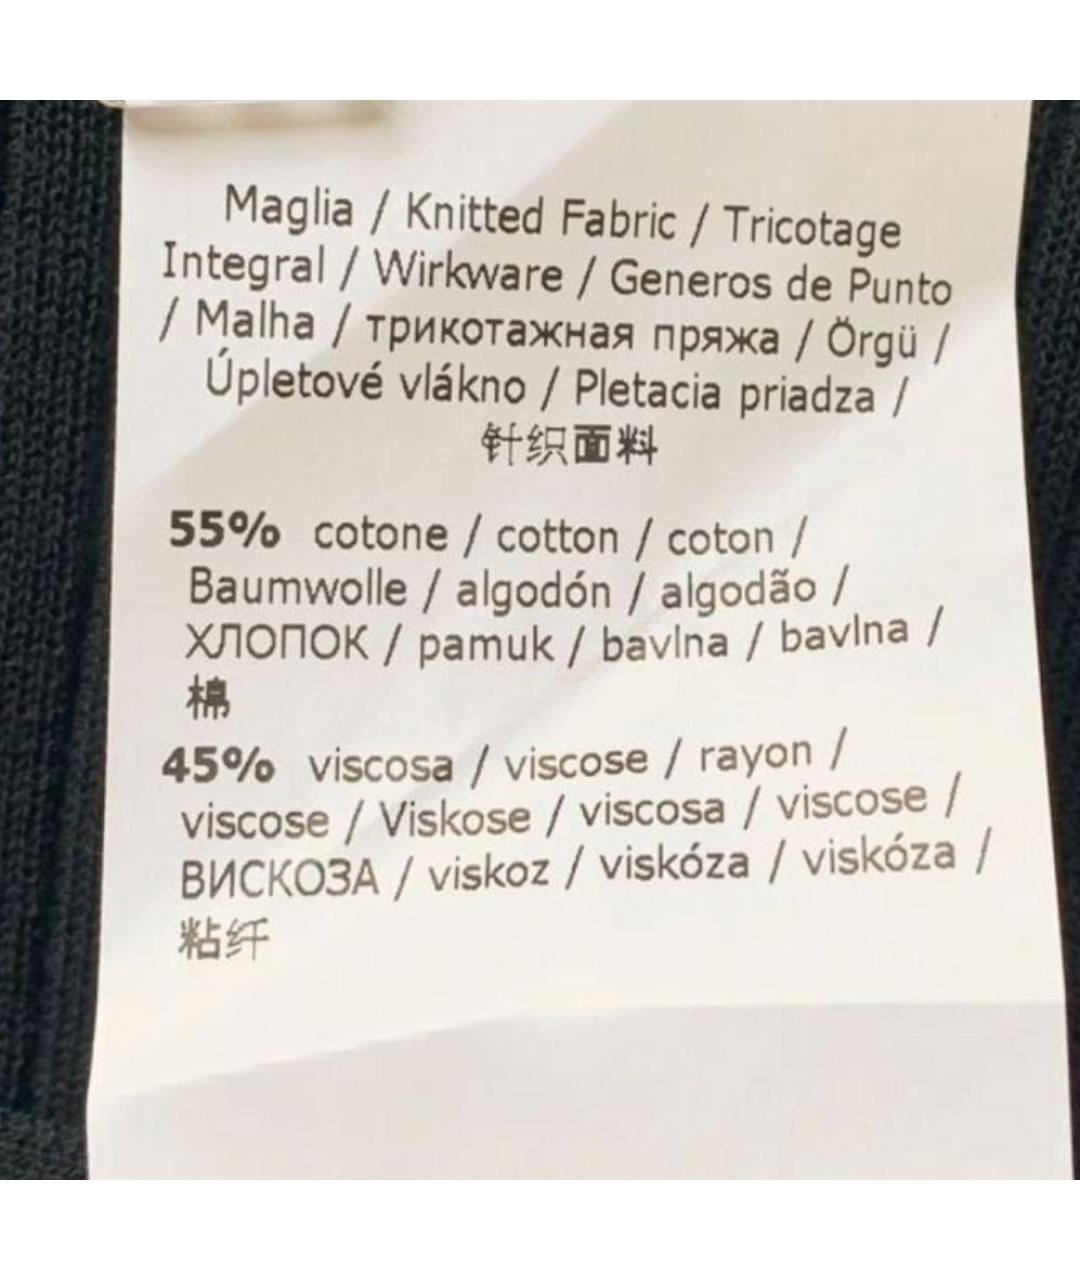 Maglia / Knitted Fabric / Tricotage
Integral / Wirkware / Generos de Punto
/ Malha / трикотажная пряжа / Örgü /
Úpletové vlákno / Pletacia priadza /
针织面料
55% cotone / cotton / coton /
Baumwolle / algodón / algodão /
ХЛОПОК / pamuk / bavlna / bavlna /
棉
45% viscosa / viscose / rayon /
viscose / Viskose / viscosa / viscose /
ВИСКОЗА / viskoz / viskóza / viskóza /
粘纤